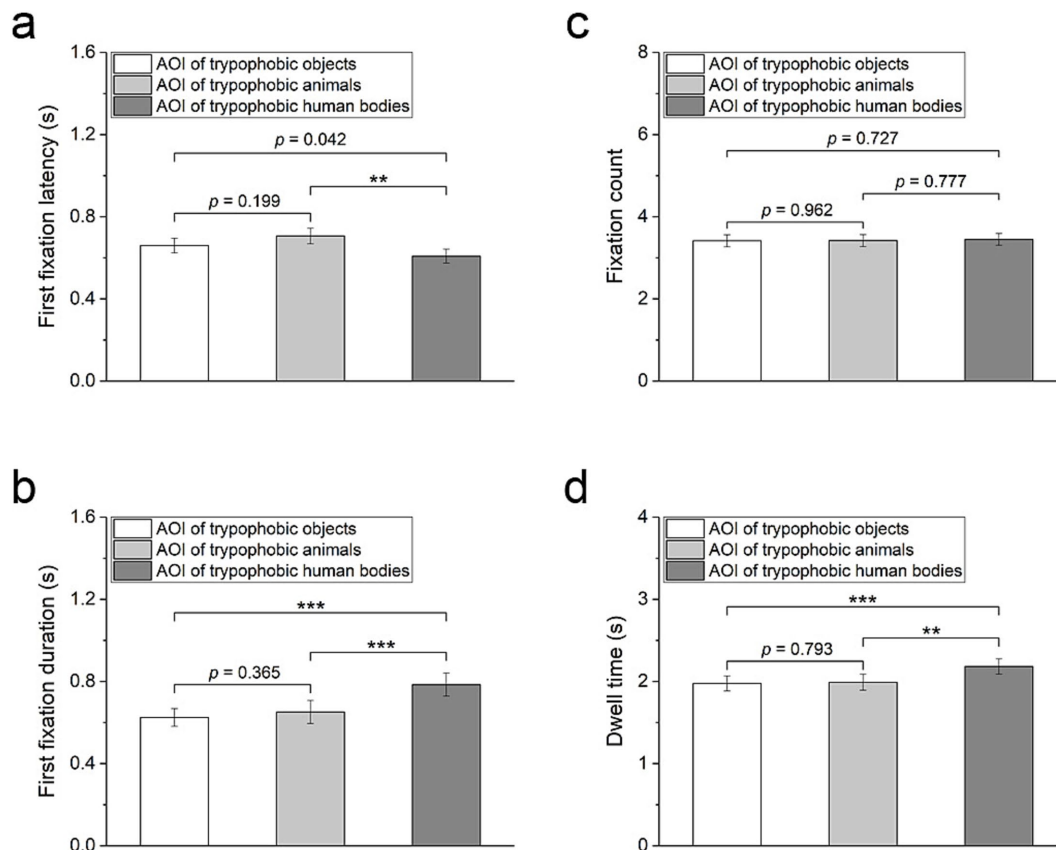 a
First fixation latency (s)
1.6
1.2
0.8
0.4
0.0
AOI of trypophobic objects
AOI of trypophobic animals
AOI of trypophobic human bodies
p = 0.042
**
p = 0.199
c
Fixation count
8
6
4
2
0
AOI of trypophobic objects
AOI of trypophobic animals
AOI of trypophobic human bodies
p = 0.727
p = 0.777
p = 0.962
b
First fixation duration (s)
1.6
1.2
0.8
0.4
0.0
AOI of trypophobic objects
AOI of trypophobic animals
AOI of trypophobic human bodies
***
***
p = 0.365
d
Dwell time (s)
4
3
2
1
0
AOI of trypophobic objects
AOI of trypophobic animals
AOI of trypophobic human bodies
***
**
p = 0.793